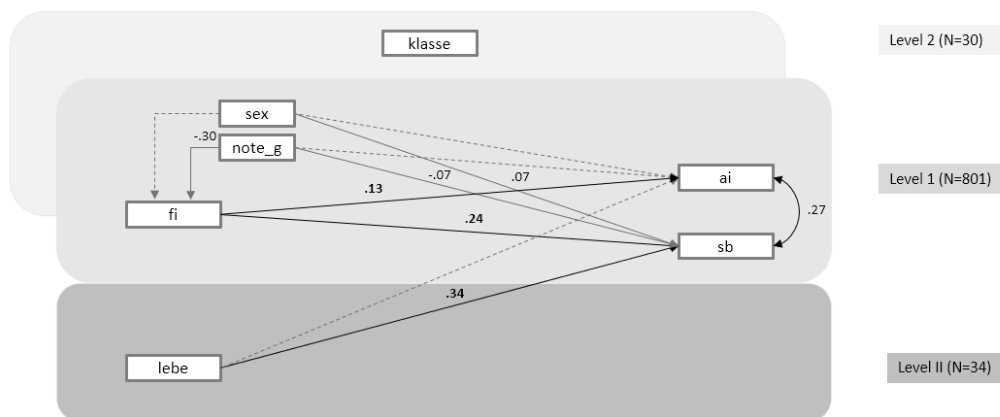 klasse
Level 2 (N=30)
sex
-.30
note_g
-.07
.07
ai
Level 1 (N=801)
.13
fi
.24
.27
sb
.34
lebe
Level II (N=34)